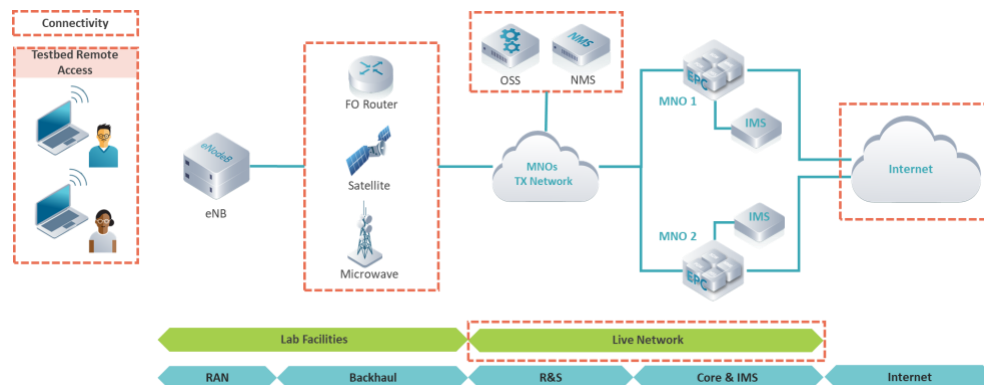 Connectivity
Testbed Remote
Access
eNodeB
eNB
FO Router
Satellite
Microwave
OSS
NMS
NMS
MNOs
TX Network
EPC
MNO 1
IMS
IMS
MNO 2
EPC
Internet
Lab Facilities
Live Network
RAN
Backhaul
R&S
Core & IMS
Internet